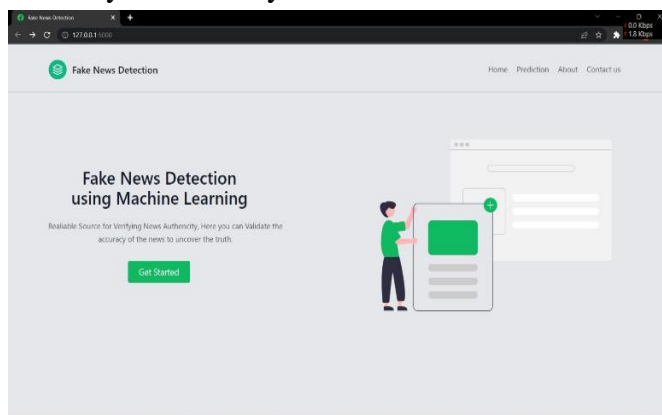 Fake News Detection
127.0.0.1:5000
0.0 Kbps
1.8 Kbps
Fake News Detection
Home Prediction About Contact us
Fake News Detection
using Machine Learning
Realiable Source for Verifying News Authencity, Here you can Validate the
accuracy of the news to uncover the truth.
Get Started